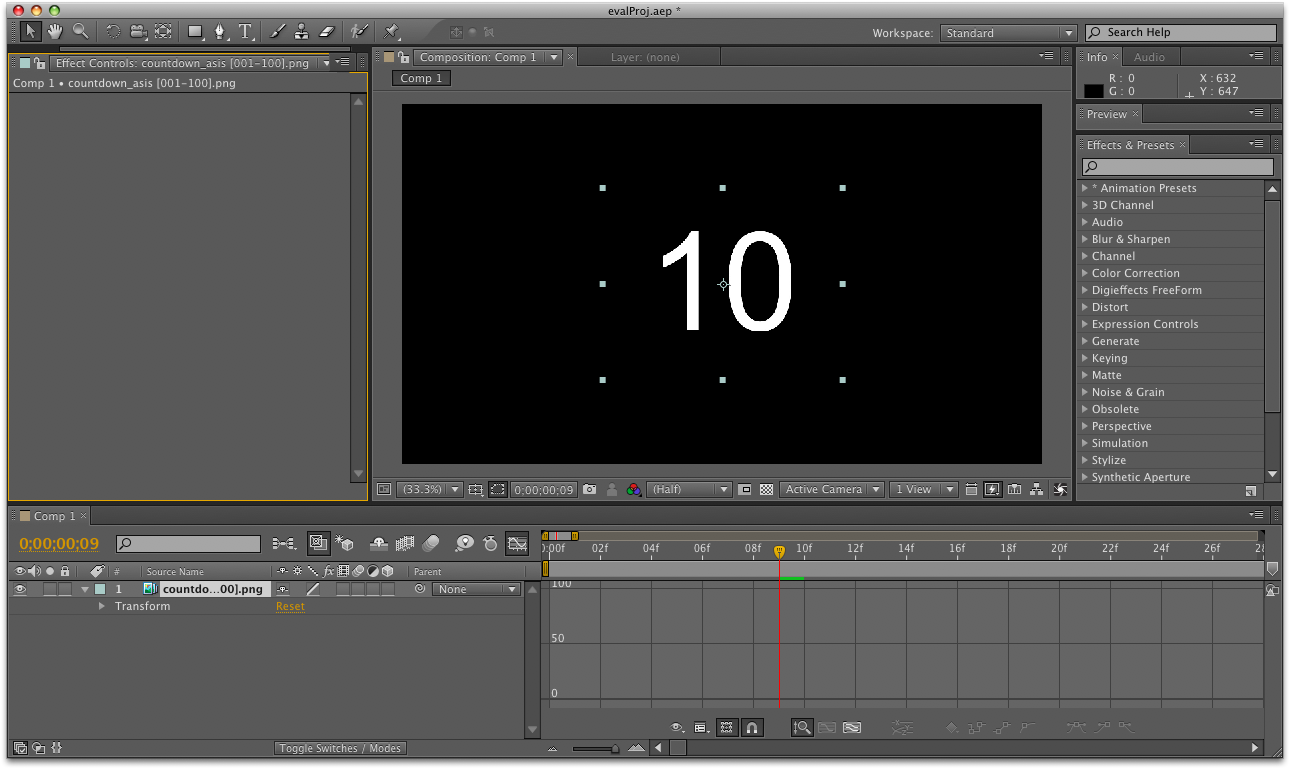 evalProj.aep *
Workspace: Standard
Search Help
Effect Controls: countdown_asis [001-100].png
Comp 1 • countdown_asis [001-100].png
Composition: Comp 1
Layer: (none)
Comp 1
10
(33.3%) 0;00;00;09 (Half) Active Camera 1 View
Info Audio
R : 0 X : 632
G : 0 Y : 647
Preview
Effects & Presets
* Animation Presets
3D Channel
Audio
Blur & Sharpen
Channel
Color Correction
Digieffects FreeForm
Distort
Expression Controls
Generate
Keying
Matte
Noise & Grain
Obsolete
Perspective
Simulation
Stylize
Synthetic Aperture
Comp 1
0;00;00;09
# Source Name fx Parent
1 countdo...00].png None
Transform Reset
02f 04f 06f 08f 10f 12f 14f 16f 18f 20f 22f 24f 26f
100
50
0
Toggle Switches / Modes